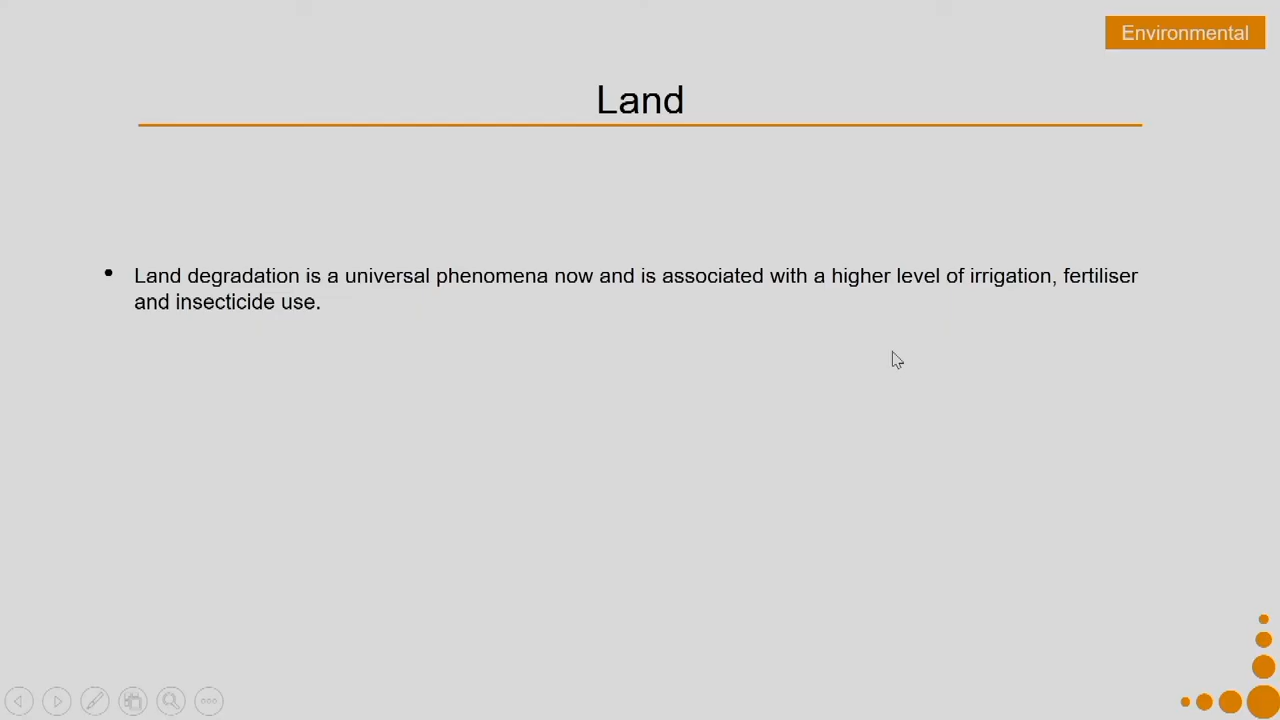 Environmental
Land
• Land degradation is a universal phenomena now and is associated with a higher level of irrigation, fertiliser
and insecticide use.